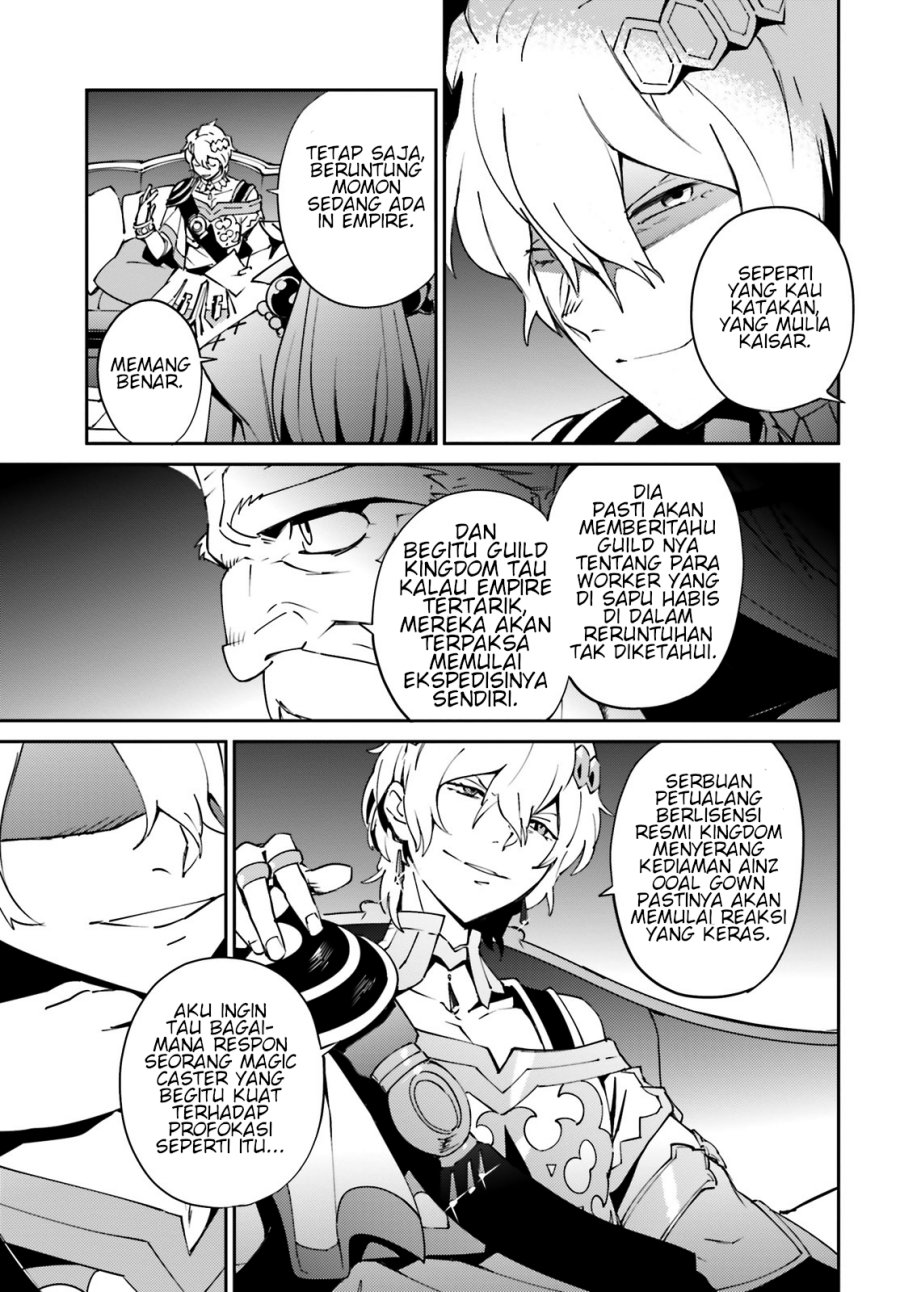 SEPERTI
YANG KAU
KATAKAN,
YANG MULIA
KAISAR.
TETAP SAJA,
BERUNTUNG
MOMON
SEDANG ADA
IN EMPIRE.
MEMANG
BENAR.
DIA
PASTI AKAN
MEMBERITAHU
GUILD NYA
TENTANG PARA
WORKER YANG
DI SAPU HABIS
DI DALAM
RERUNTUHAN
TAK DIKETAHUI.
DAN
BEGITU GUILD
KINGDOM TAU
KALAU EMPIRE
TERTARIK,
MEREKA AKAN
TERPAKSA
MEMULAI
EKSPEDISINYA
SENDIRI.
SERBUAN
PETUALANG
BERLISENSI
RESMI KINGDOM
MENYERANG
KEDIAMAN AINZ
OOAL GOWN
PASTINYA AKAN
MEMULAI REAKSI
YANG KERAS.
AKU INGIN
TAU BAGAI-
MANA RESPON
SEORANG MAGIC
CASTER YANG
BEGITU KUAT
TERHADAP
PROFOKASI
SEPERTI ITU...